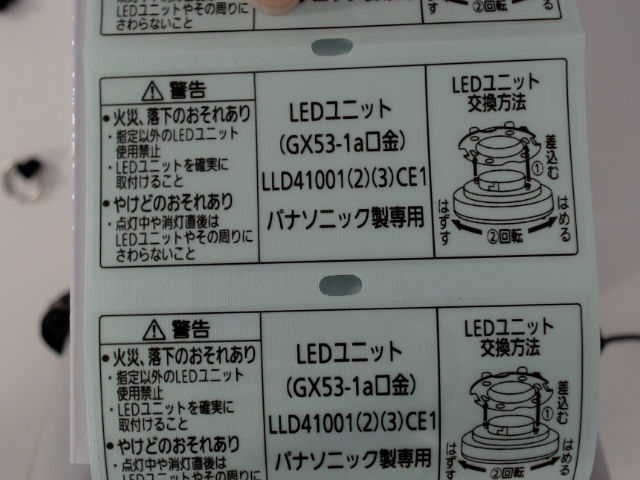 LEDユニットやその周りに
さわらないこと
警告
●火災、落下のおそれあり
・指定以外のLEDユニット
使用禁止
・LEDユニットを確実に
取付けること
●やけどのおそれあり
・点灯中や消灯直後は
LEDユニットやその周りに
さわらないこと
LEDユニット
(GX53-1a口金)
LLD41001(2)(3)CE1
パナソニック製専用
LEDユニット
交換方法
差込む
①
はずす
②回転
はめる
警告
●火災、落下のおそれあり
・指定以外のLEDユニット
使用禁止
・LEDユニットを確実に
取付けること
●やけどのおそれあり
・点灯中や消灯直後は
LEDユニットやその周りに
LEDユニット
(GX53-1a口金)
LLD41001(2)(3)CE1
パナソニック製専用
LEDユニット
交換方法
差込む
①
はずす
②回転
はめる